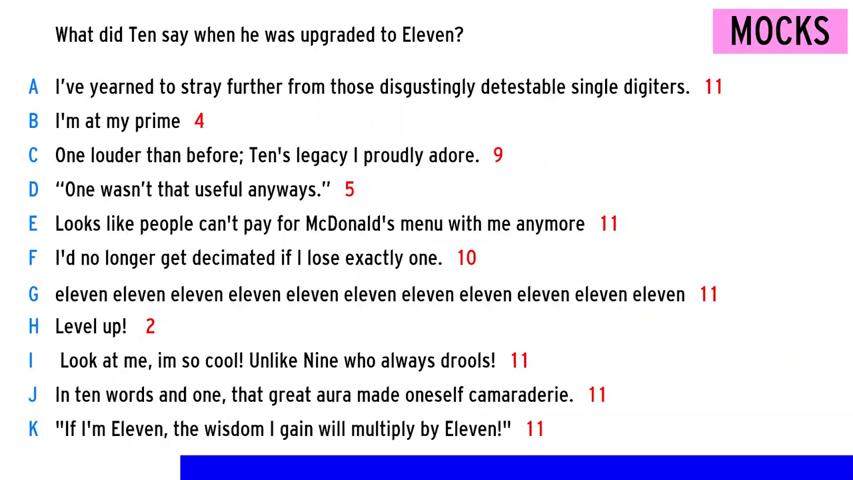 What did Ten say when he was upgraded to Eleven?
MOCKS
A I've yearned to stray further from those disgustingly detestable single digiters. 11
B I'm at my prime 4
C One louder than before; Ten's legacy I proudly adore. 9
D “One wasn't that useful anyways.” 5
E Looks like people can't pay for McDonald's menu with me anymore 11
F I'd no longer get decimated if I lose exactly one. 10
G eleven eleven eleven eleven eleven eleven eleven eleven eleven eleven eleven 11
H Level up! 2
I Look at me, im so cool! Unlike Nine who always drools! 11
J In ten words and one, that great aura made oneself camaraderie. 11
K "If I'm Eleven, the wisdom I gain will multiply by Eleven!" 11